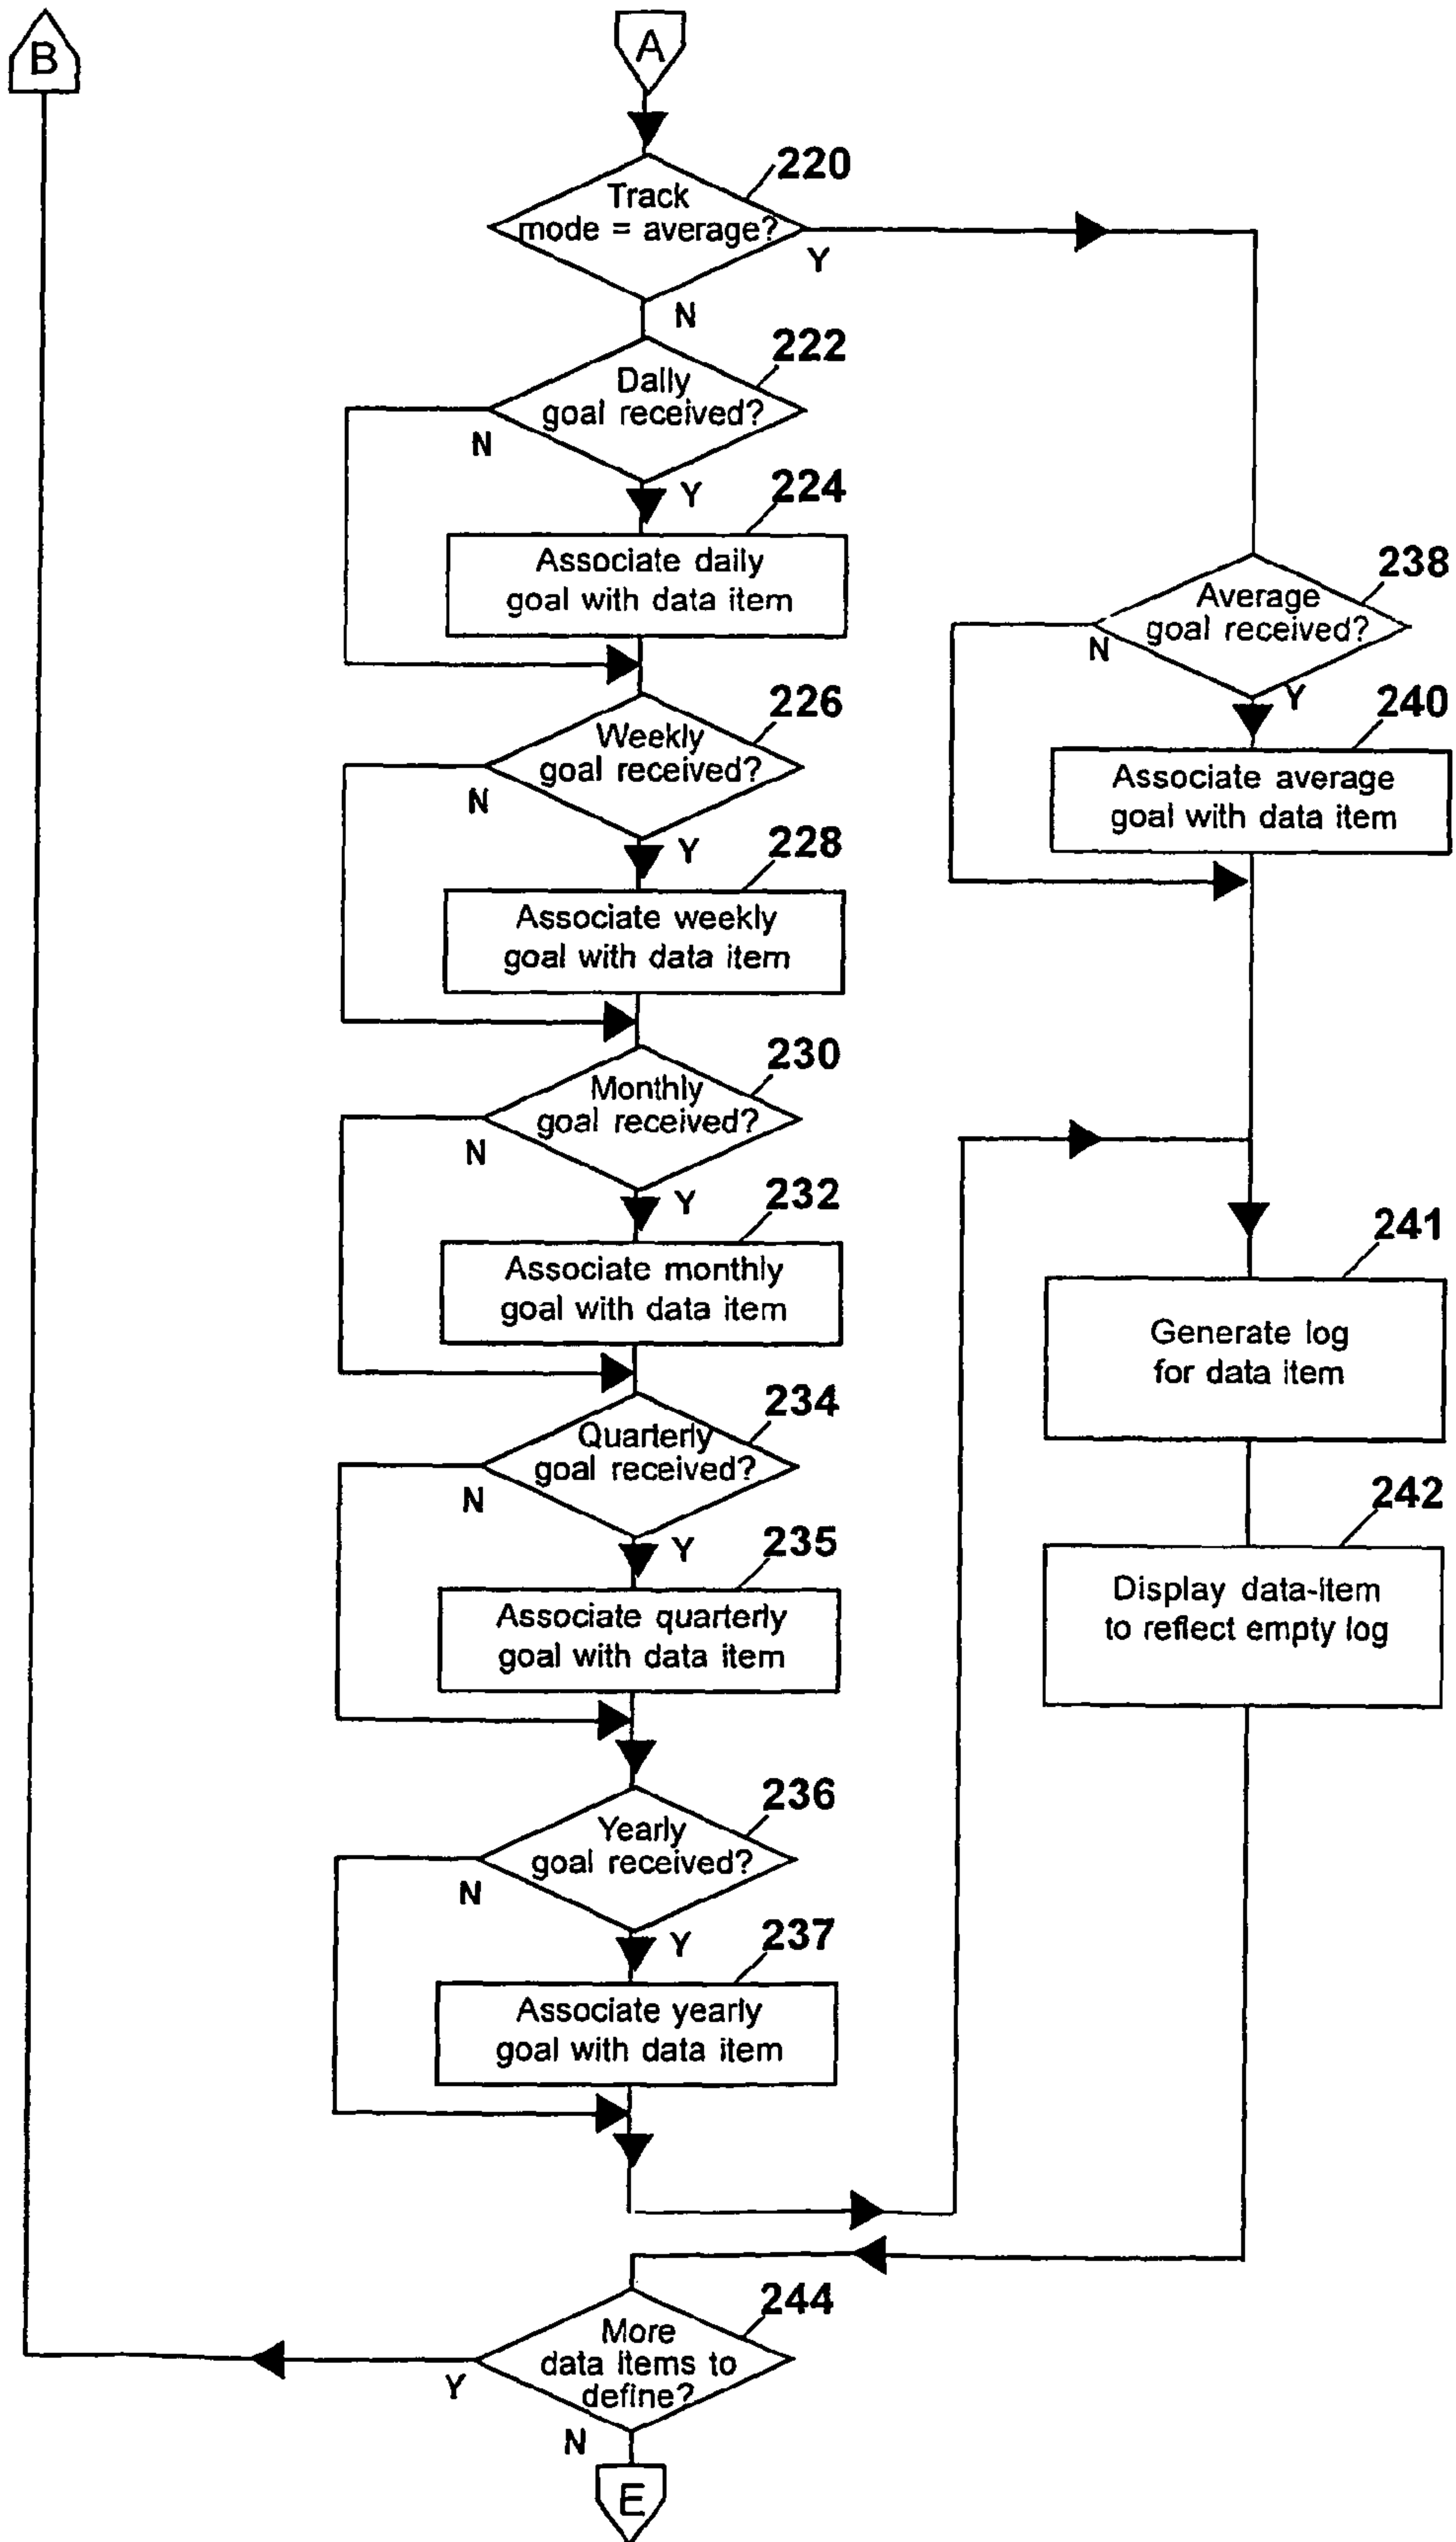 B
A
220
Track
mode = average?
Y
N
222
Daily
goal received?
N
Y
224
Associate daily
goal with data item
226
Weekly
goal received?
N
Y
228
Associate weekly
goal with data item
230
Monthly
goal received?
N
Y
232
Associate monthly
goal with data item
234
Quarterly
goal received?
N
Y
235
Associate quarterly
goal with data item
236
Yearly
goal received?
N
Y
237
Associate yearly
goal with data item
238
Average
goal received?
N
Y
240
Associate average
goal with data item
241
Generate log
for data item
242
Display data-item
to reflect empty log
244
More
data items to
define?
Y
N
E